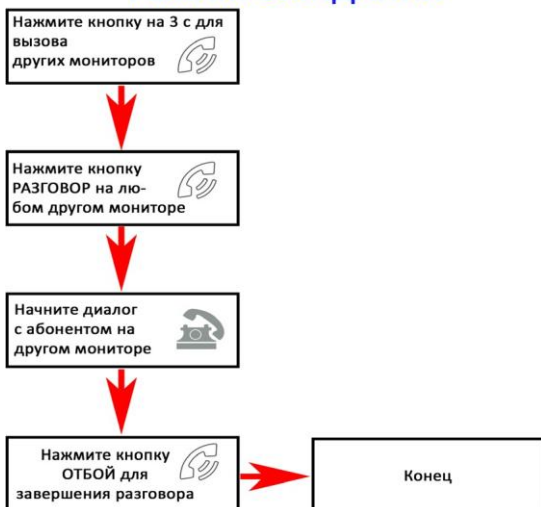 Нажмите кнопку на 3 с для
вызова
других мониторов
Нажмите кнопку
РАЗГОВОР на лю-
бом другом мониторе
Начните диалог
с абонентом на
другом мониторе
Нажмите кнопку
ОТБОЙ для
завершения разговора
Конец